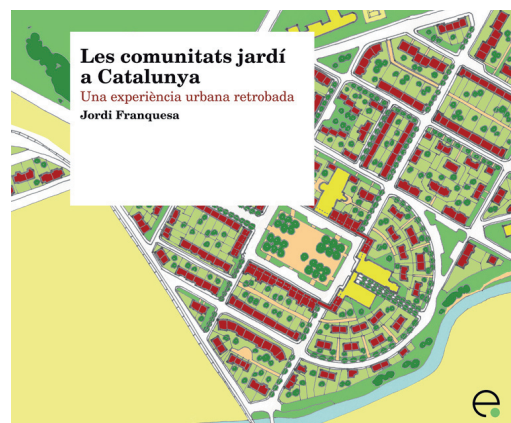 Les comunitats jardí
a Catalunya
Una experiència urbana retrobada
Jordi Franquesa
e